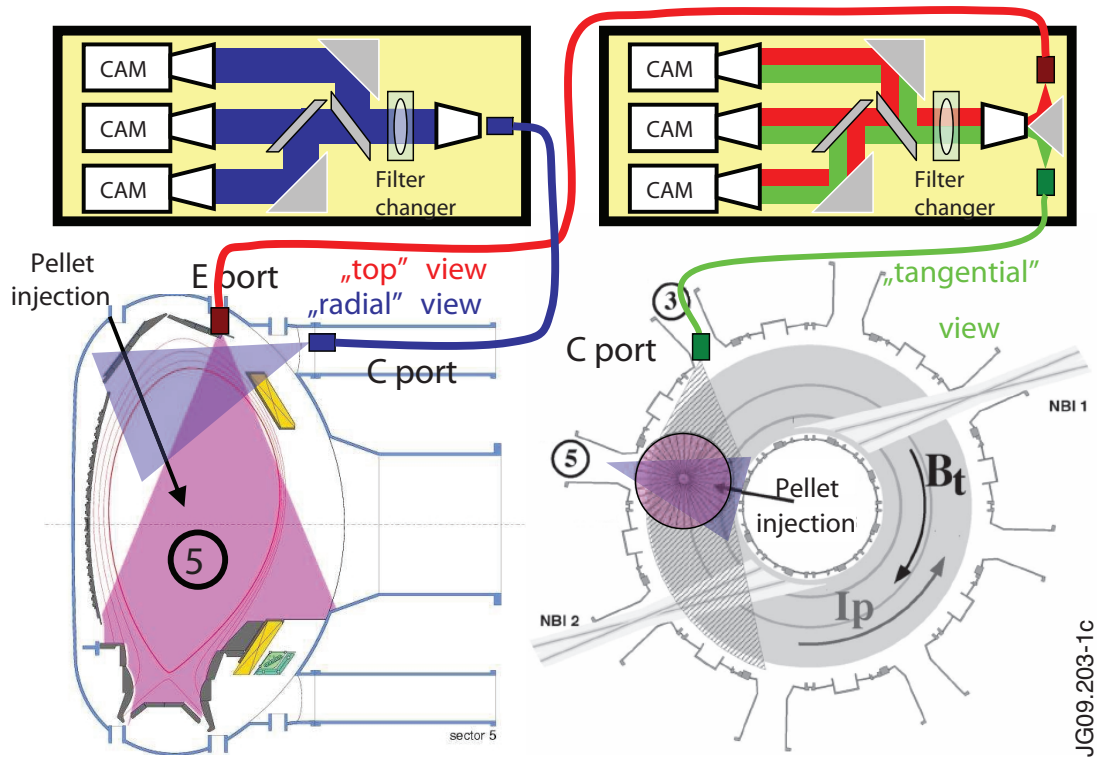 CAM
CAM
CAM
Filter
changer
CAM
CAM
CAM
Filter
changer
Pellet
injection
E port
„top” view
„radial” view
C port
5
sector 5
„tangential”
view
3
C port
5
NBI 1
Bt
Pellet
injection
Ip
NBI 2
JG09.203-1c